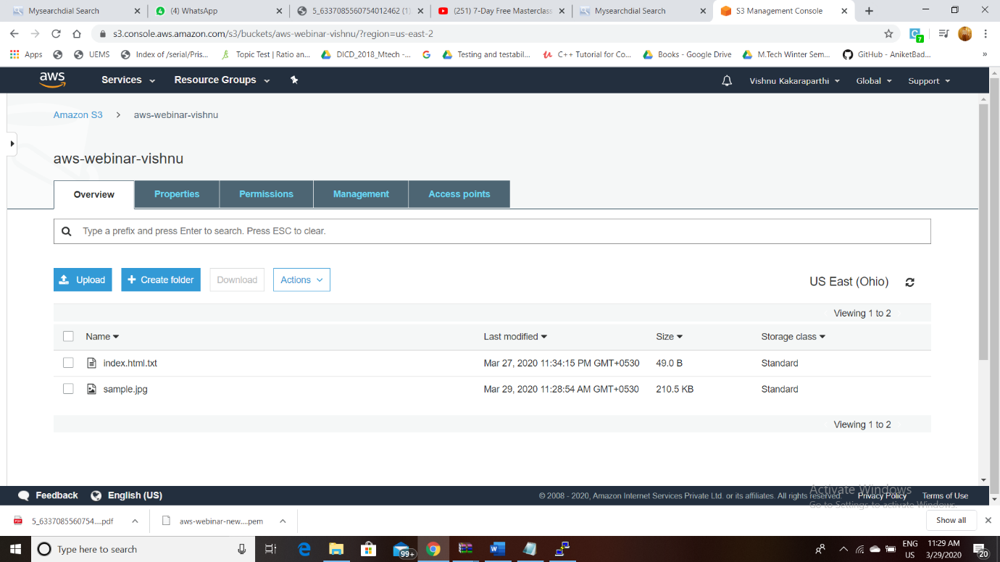 Mysearchdial Search
(4) WhatsApp
5_6337085560754012462 (1)
(251) 7-Day Free Masterclass
Mysearchdial Search
S3 Management Console
s3.console.aws.amazon.com/s3/buckets/aws-webinar-vishnu/?region=us-east-2
7
Apps
UEMS
Index of /serial/Pris...
Topic Test | Ratio an...
DICD_2018_Mtech -...
Testing and testabil...
C++ Tutorial for Co...
Books - Google Drive
M.Tech Winter Sem...
GitHub - AniketBad...
»
aws
Services
Resource Groups
Vishnu Kakaraparthi
Global
Support
Amazon S3 > aws-webinar-vishnu
aws-webinar-vishnu
Overview
Properties
Permissions
Management
Access points
Type a prefix and press Enter to search. Press ESC to clear.
Upload
+ Create folder
Download
Actions
US East (Ohio)
Viewing 1 to 2
Name
Last modified
Size
Storage class
index.html.txt
Mar 27, 2020 11:34:15 PM GMT+0530
49.0 B
Standard
sample.jpg
Mar 29, 2020 11:28:54 AM GMT+0530
210.5 KB
Standard
Viewing 1 to 2
Activate Windows
Go to Settings to activate Windows.
Feedback
English (US)
© 2008 - 2020, Amazon Internet Services Private Ltd. or its affiliates. All rights reserved.
Privacy Policy
Terms of Use
5_6337085560754....pdf
aws-webinar-new....pem
Show all
Type here to search
99+
ENG
US
11:29 AM
3/29/2020
20